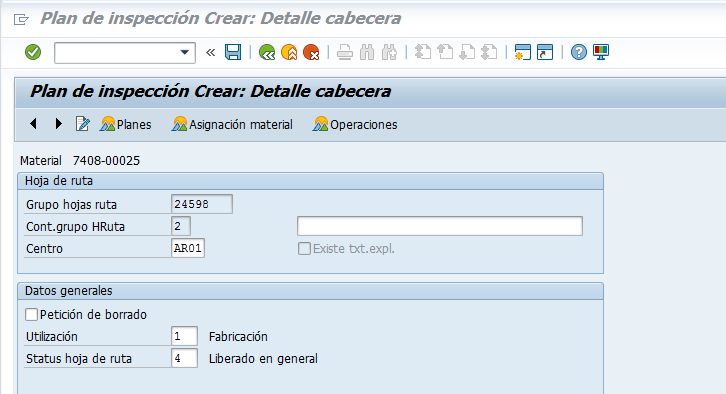 Plan de inspección Crear: Detalle cabecera
Plan de inspección Crear: Detalle cabecera
Planes Asignación material Operaciones
Material 7408-00025
Hoja de ruta
Grupo hojas ruta 24598
Cont.grupo HRuta 2
Centro AR01 Existe txt.expl.
Datos generales
Petición de borrado
Utilización 1 Fabricación
Status hoja de ruta 4 Liberado en general